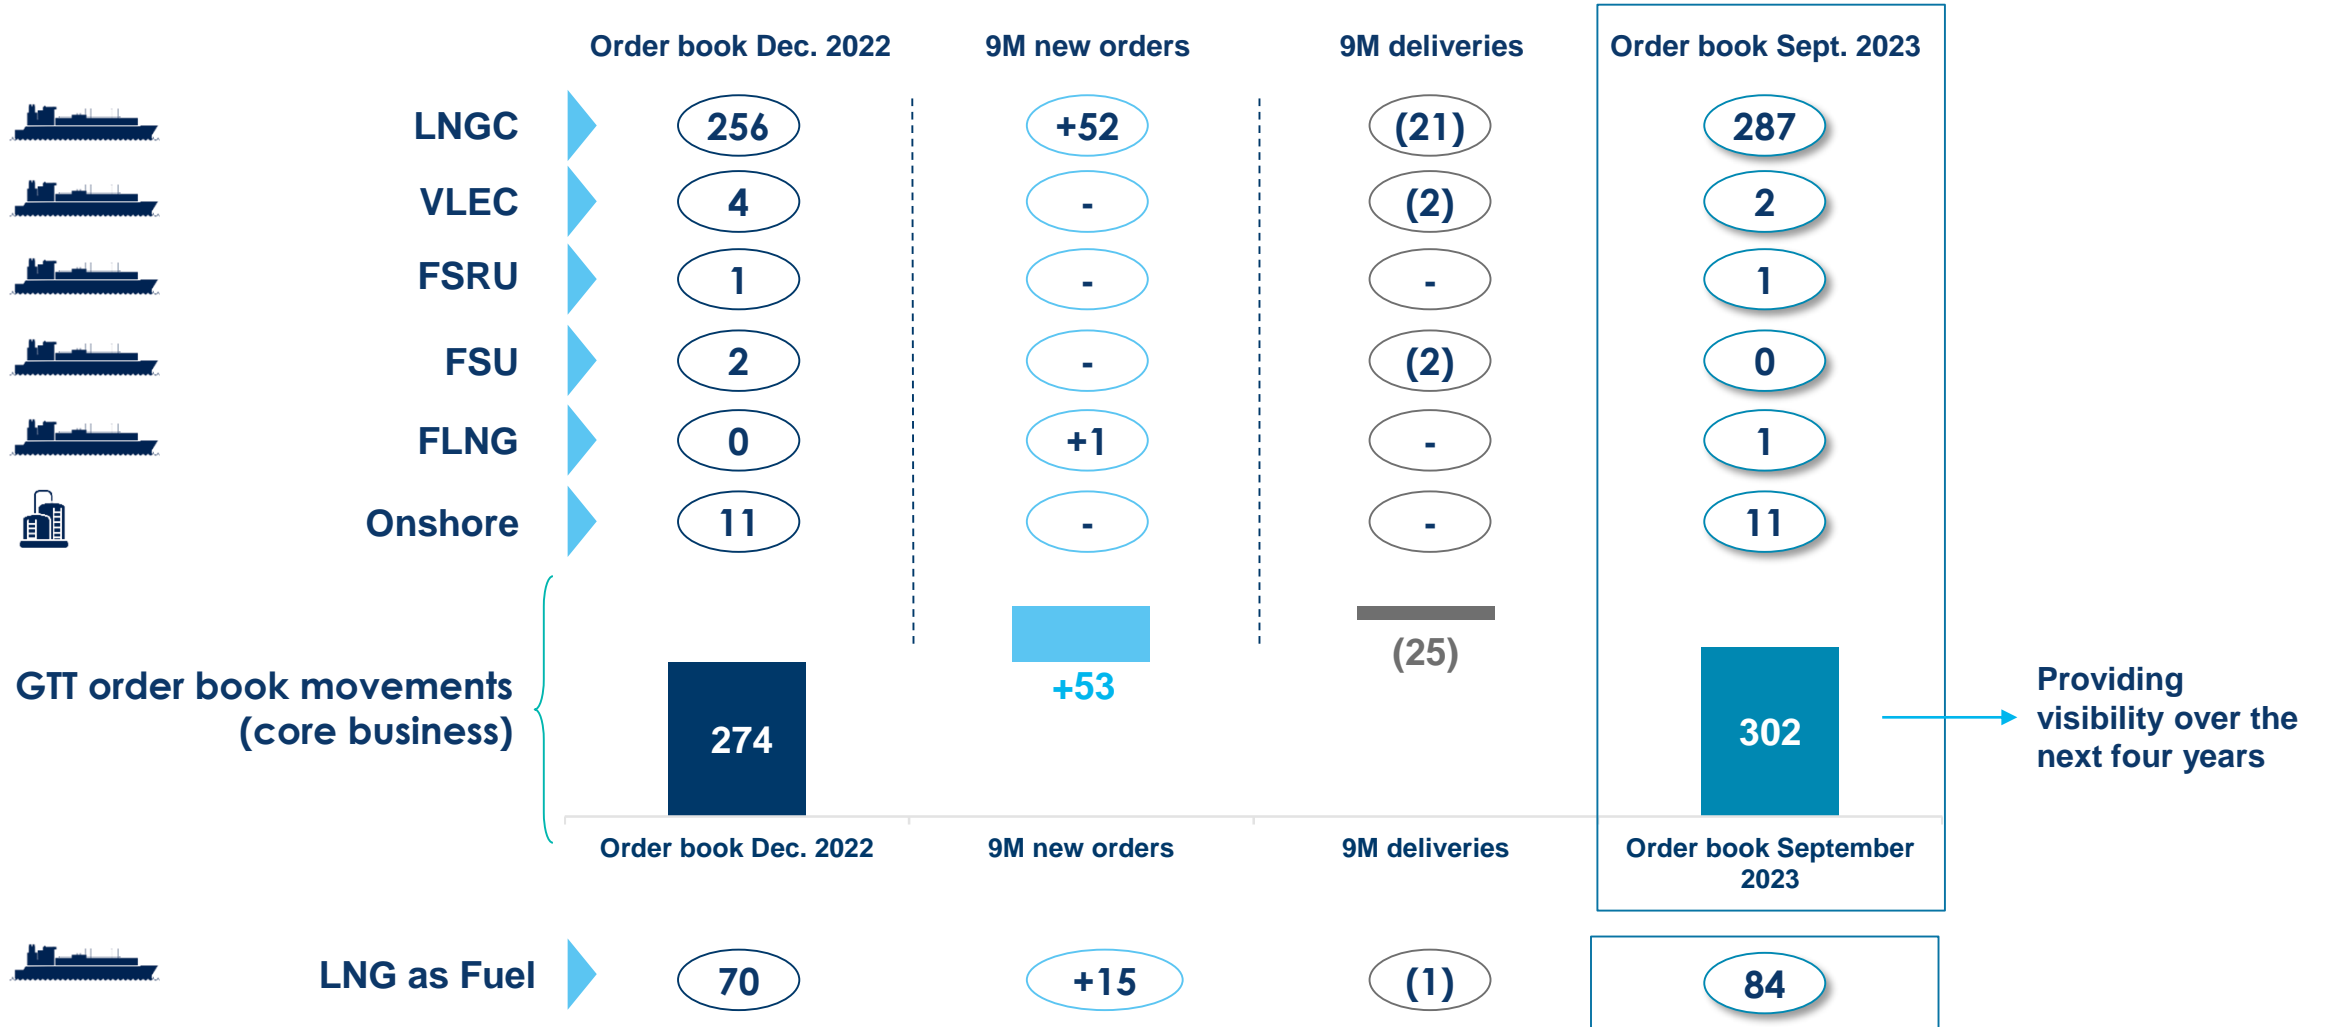 Order book Dec. 2022 9M new orders 9M deliveries Order book Sept. 2023
LNGC 256 +52 (21) 287
VLEC 4 - (2) 2
FSRU 1 - - 1
FSU 2 - (2) 0
FLNG 0 +1 - 1
Onshore 11 - - 11
GTT order book movements
(core business)
274
+53
(25)
302
Providing
visibility over the
next four years
Order book Dec. 2022 9M new orders 9M deliveries Order book September
2023
LNG as Fuel 70 +15 (1) 84